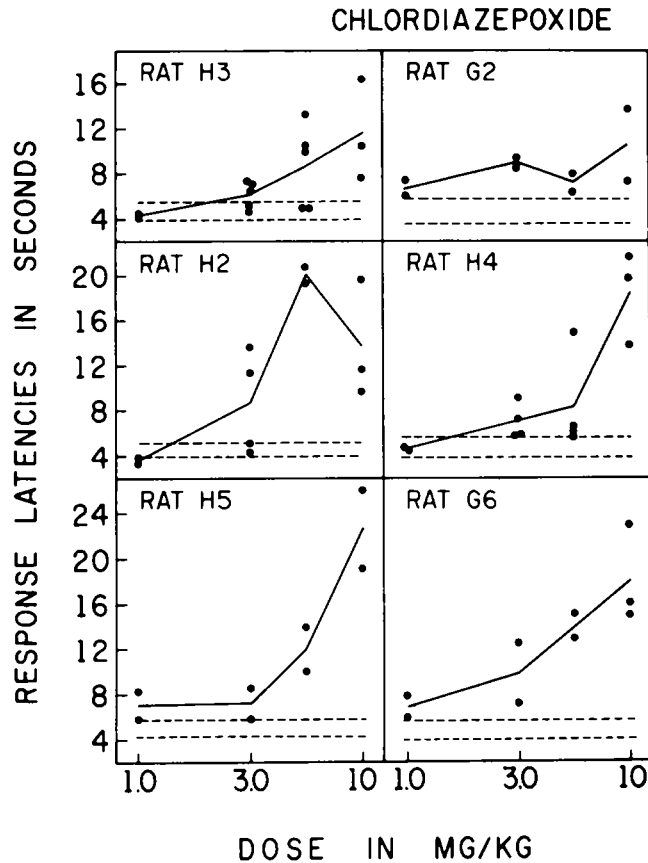 CHLORDIAZEPOXIDE
RESPONSE LATENCIES IN SECONDS
RAT H3
RAT G2
16
12
8
4
RAT H2
RAT H4
20
16
12
8
4
RAT H5
RAT G6
24
20
16
12
8
4
1.0 3.0 10 1.0 3.0 10
DOSE IN MG/KG